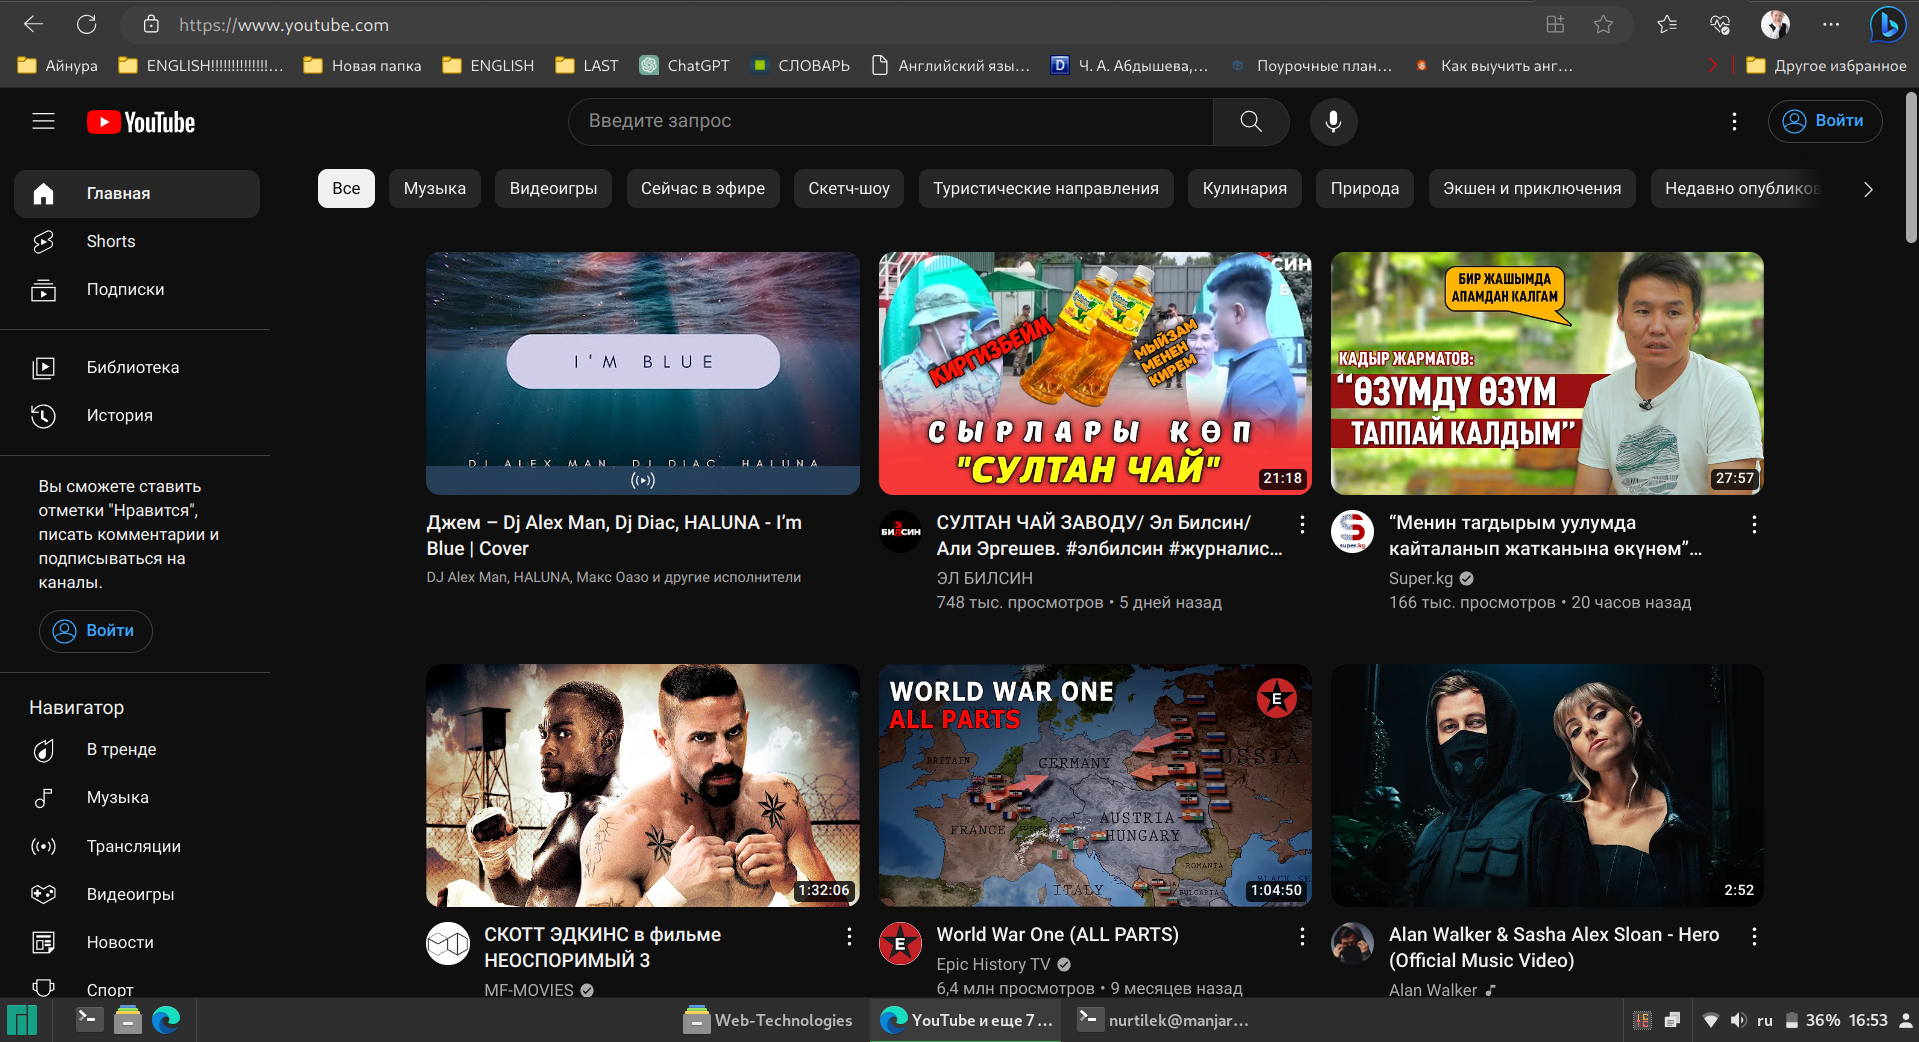 https://www.youtube.com
Айнура
ENGLISH!!!!!!!!!!!!!!...
Новая папка
ENGLISH
LAST
ChatGPT
СЛОВАРЬ
Английский язы...
Ч. А. Абдышева,...
Поурочные план...
Как выучить анг...
Другое избранное
YouTube
Введите запрос
Войти
Главная
Shorts
Подписки
Библиотека
История
Вы сможете ставить
отметки "Нравится",
писать комментарии и
подписываться на
каналы.
Войти
Навигатор
В тренде
Музыка
Трансляции
Видеоигры
Новости
Спорт
Все
Музыка
Видеоигры
Сейчас в эфире
Скетч-шоу
Туристические направления
Кулинария
Природа
Экшен и приключения
Недавно опубликов
I'M BLUE
DJ ALEX MAN, DJ DIAC, HALUNA
Джем – Dj Alex Man, Dj Diac, HALUNA - I’m
Blue | Cover
DJ Alex Man, HALUNA, Макс Оазо и другие исполнители
СИН
КИРГИЗБЕЙМ
МЫЙЗАМ
МЕНЕН
КИРЕМ
СЫРЛАРЫ КӨП
"СУЛТАН ЧАЙ"
21:18
БИЛДИН
СУЛТАН ЧАЙ ЗАВОДУ/ Эл Билсин/
Али Эргешев. #элбилсин #журналис...
ЭЛ БИЛСИН
748 тыс. просмотров • 5 дней назад
БИР ЖАШЫМДА
АПАМДАН КАЛГАМ
КАДЫР ЖАРМАТОВ:
“ӨЗҮМДҮ ӨЗҮМ
ТАППАЙ КАЛДЫМ”
27:57
super.kg
“Менин тагдырым уулумда
кайталанып жатканына өкүнөм”...
Super.kg
166 тыс. просмотров • 20 часов назад
1:32:06
СКОТТ ЭДКИНС в фильме
НЕОСПОРИМЫЙ 3
MF-MOVIES
WORLD WAR ONE
ALL PARTS
E
BRITAIN
GERMANY
RUSSIA
FRANCE
AUSTRIA-
HUNGARY
ROMANIA
ITALY
BULGARIA
BLACK SE
1:04:50
E
World War One (ALL PARTS)
Epic History TV
6,4 млн просмотров • 9 месяцев назад
2:52
Alan Walker & Sasha Alex Sloan - Hero
(Official Music Video)
Alan Walker
Web-Technologies
YouTube и еще 7 ...
nurtilek@manjar...
ru
36%
16:53